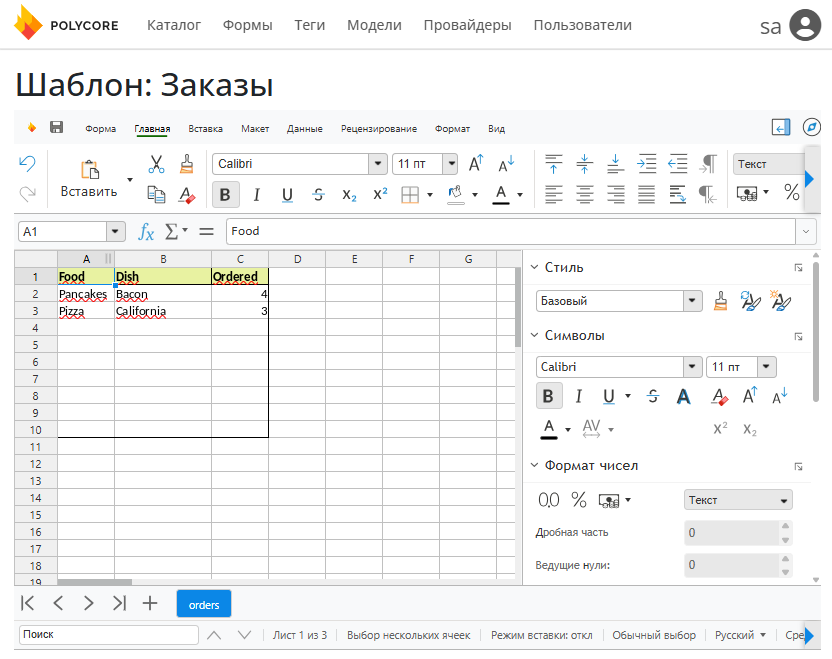 POLYCORE Каталог Формы Теги Модели Провайдеры Пользователи sa
Шаблон: Заказы
Форма Главная Вставка Макет Данные Рецензирование Формат Вид
Calibri 11 пт Текст
Вставить
A1 Food
A B C D E F G
1 Food Dish Ordered
2 Pancakes Bacon 4
3 Pizza California 3
4
5
6
7
8
9
10
11
12
13
14
15
16
17
18
19
Стиль
Базовый
Символы
Calibri 11 пт
Формат чисел
Текст
Дробная часть 0
Ведущие нули: 0
orders
Поиск Лист 1 из 3 Выбор нескольких ячеек Режим вставки: откл Обычный выбор Русский